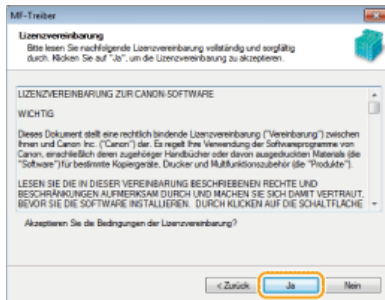 MF-Treiber
Lizenzvereinbarung
Bitte lesen Sie nachfolgende Lizenzvereinbarung vollständig und sorgfältig
durch. Klicken Sie auf "Ja", um die Lizenzvereinbarung zu akzeptieren.
LIZENZVEREINBARUNG ZUR CANON-SOFTWARE
WICHTIG
Dieses Dokument stellt eine rechtlich bindende Lizenzvereinbarung ("Vereinbarung") zwischen
Ihnen und Canon Inc. ("Canon") dar. Es regelt Ihre Verwendung der Softwareprogramme von
Canon, einschließlich deren zugehöriger Handbücher oder davon ausgedruckten Materials (die
"Software") für bestimmte Kopiergeräte, Drucker und Multifunktionszubehör (die "Produkte").
LESEN SIE DIE IN DIESER VEREINBARUNG BESCHRIEBENEN RECHTE UND
BESCHRÄNKUNGEN AUFMERKSAM DURCH UND MACHEN SIE SICH DAMIT VERTRAUT,
BEVOR SIE DIE SOFTWARE INSTALLIEREN. DURCH KLICKEN AUF DIE SCHALTFLÄCHE
Akzeptieren Sie die Bedingungen der Lizenzvereinbarung?
< Zurück Ja Nein